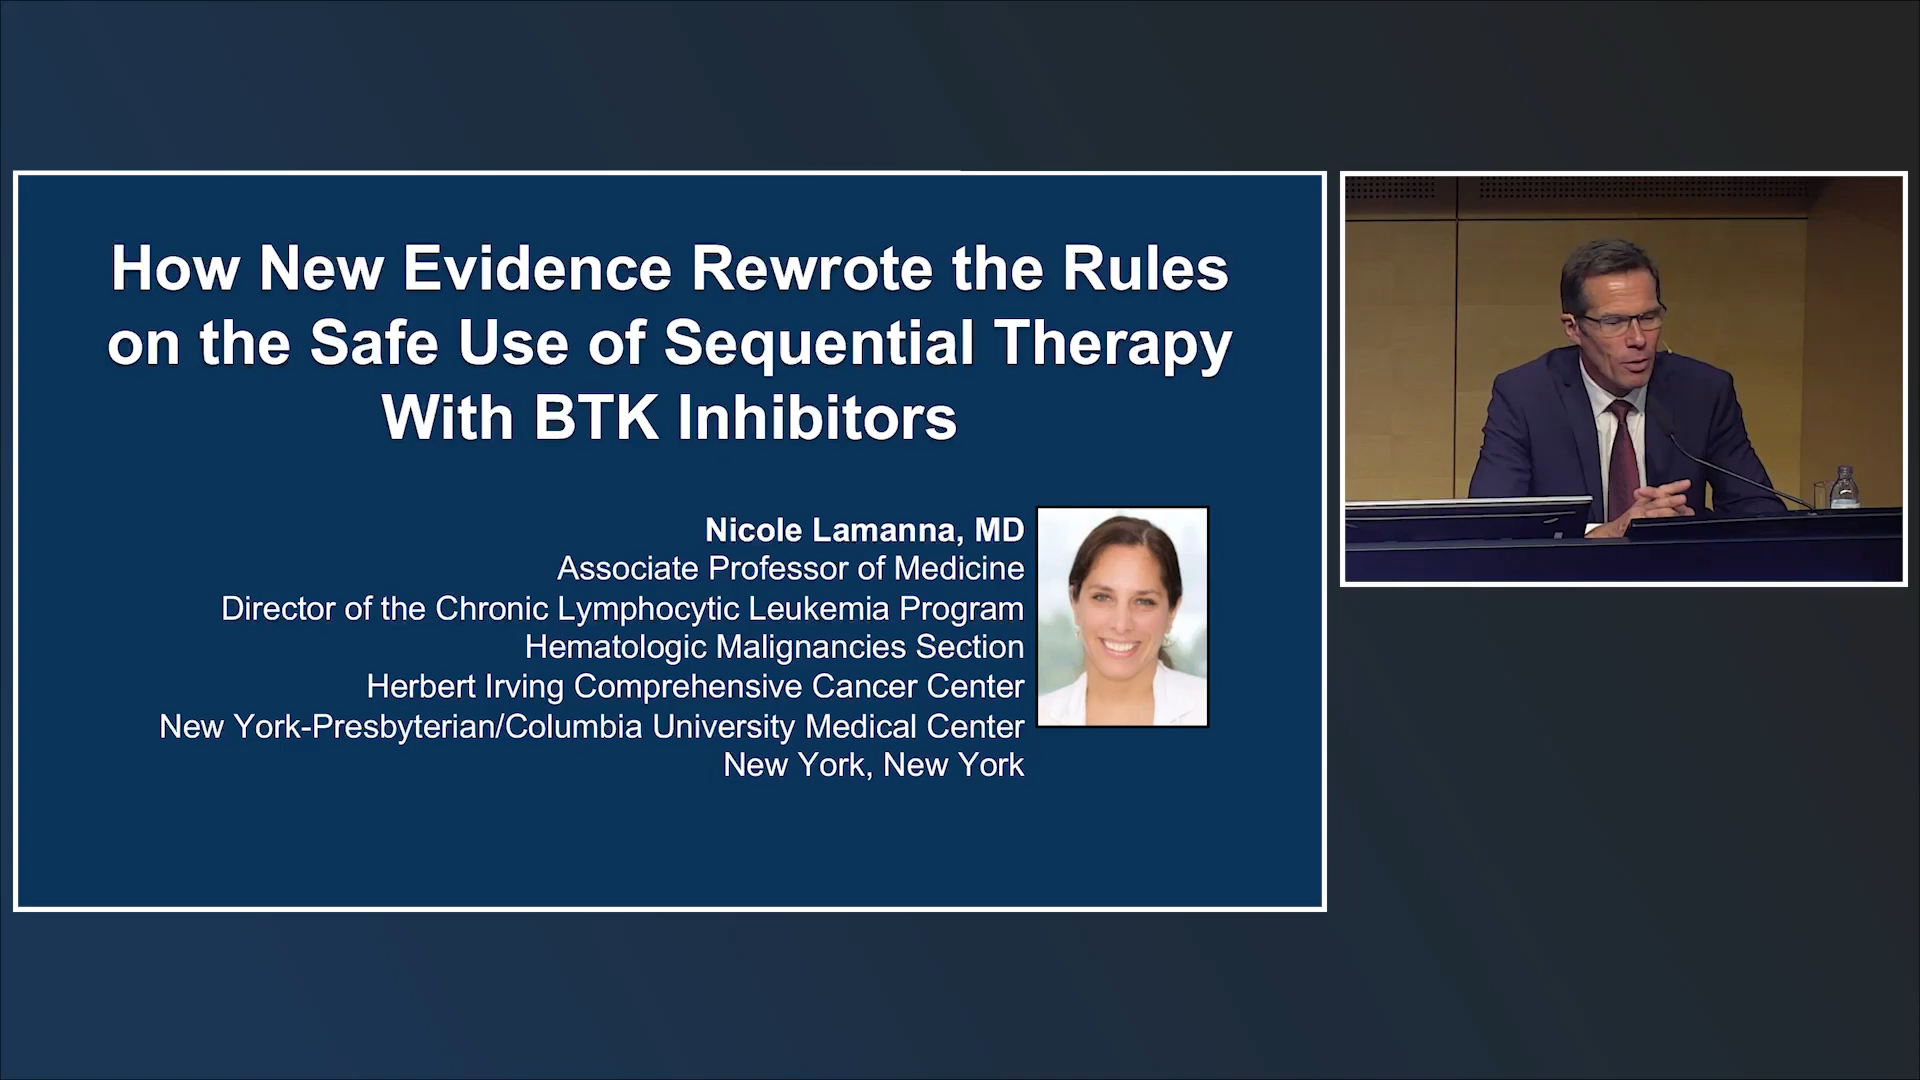 How New Evidence Rewrote the Rules
on the Safe Use of Sequential Therapy
With BTK Inhibitors
Nicole Lamanna, MD
Associate Professor of Medicine
Director of the Chronic Lymphocytic Leukemia Program
Hematologic Malignancies Section
Herbert Irving Comprehensive Cancer Center
New York-Presbyterian/Columbia University Medical Center
New York, New York